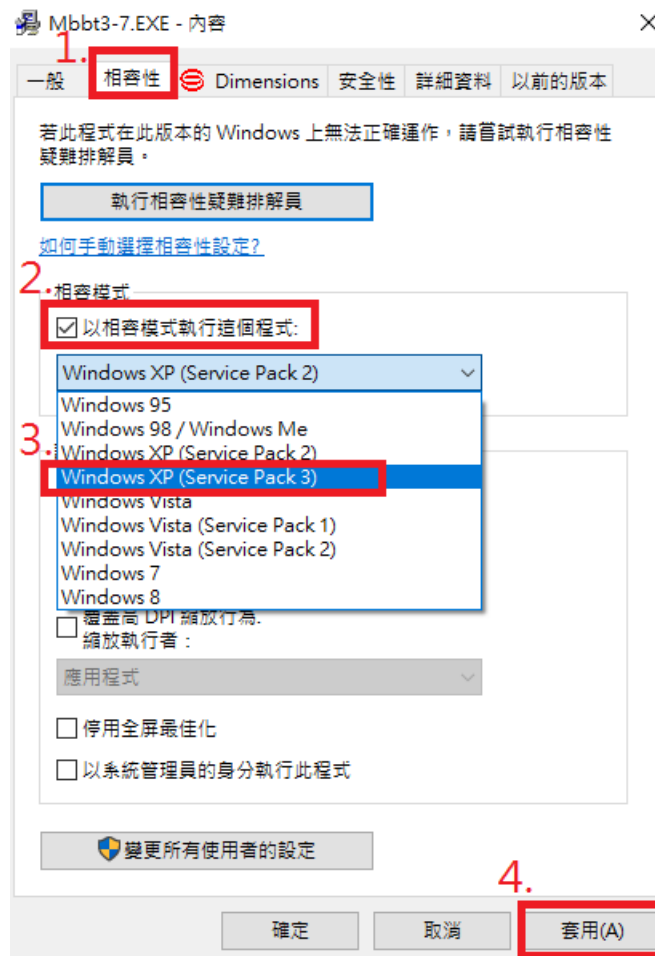 Mbbt3-7.EXE - 內容
1.
一般 相容性 Dimensions 安全性 詳細資料 以前的版本
若此程式在此版本的 Windows 上無法正確運作，請嘗試執行相容性
疑難排解員。
執行相容性疑難排解員
如何手動選擇相容性設定?
2.
相容模式
以相容模式執行這個程式:
Windows XP (Service Pack 2)
Windows 95
Windows 98 / Windows Me
3.
Windows XP (Service Pack 2)
Windows XP (Service Pack 3)
Windows Vista
Windows Vista (Service Pack 1)
Windows Vista (Service Pack 2)
Windows 7
Windows 8
覆蓋高 DPI 縮放行為.
縮放執行者：
應用程式
停用全屏最佳化
以系統管理員的身分執行此程式
變更所有使用者的設定
4.
確定 取消 套用(A)